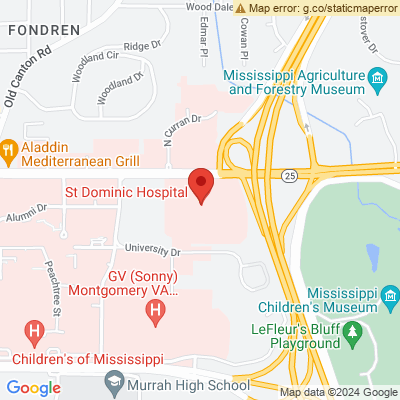 Wood Dale
Map error: g.co/staticmaperror
FONDREN
Ridge Dr
Edmar Pl
Cowan Pl
Old Canton Rd
Woodland Cir
Woodland Dr
Mississippi Agriculture
and Forestry Museum
N Curran Dr
Aladdin
Mediterranean Grill
25
St Dominic Hospital
Alumni Dr
University Dr
Peachtree St
GV (Sonny)
Montgomery VA...
H
Mississippi
Children's Museum
LeFleur's Bluff
Playground
H
Children's of Mississippi
Murrah High School
Google
Map data ©2024 Google